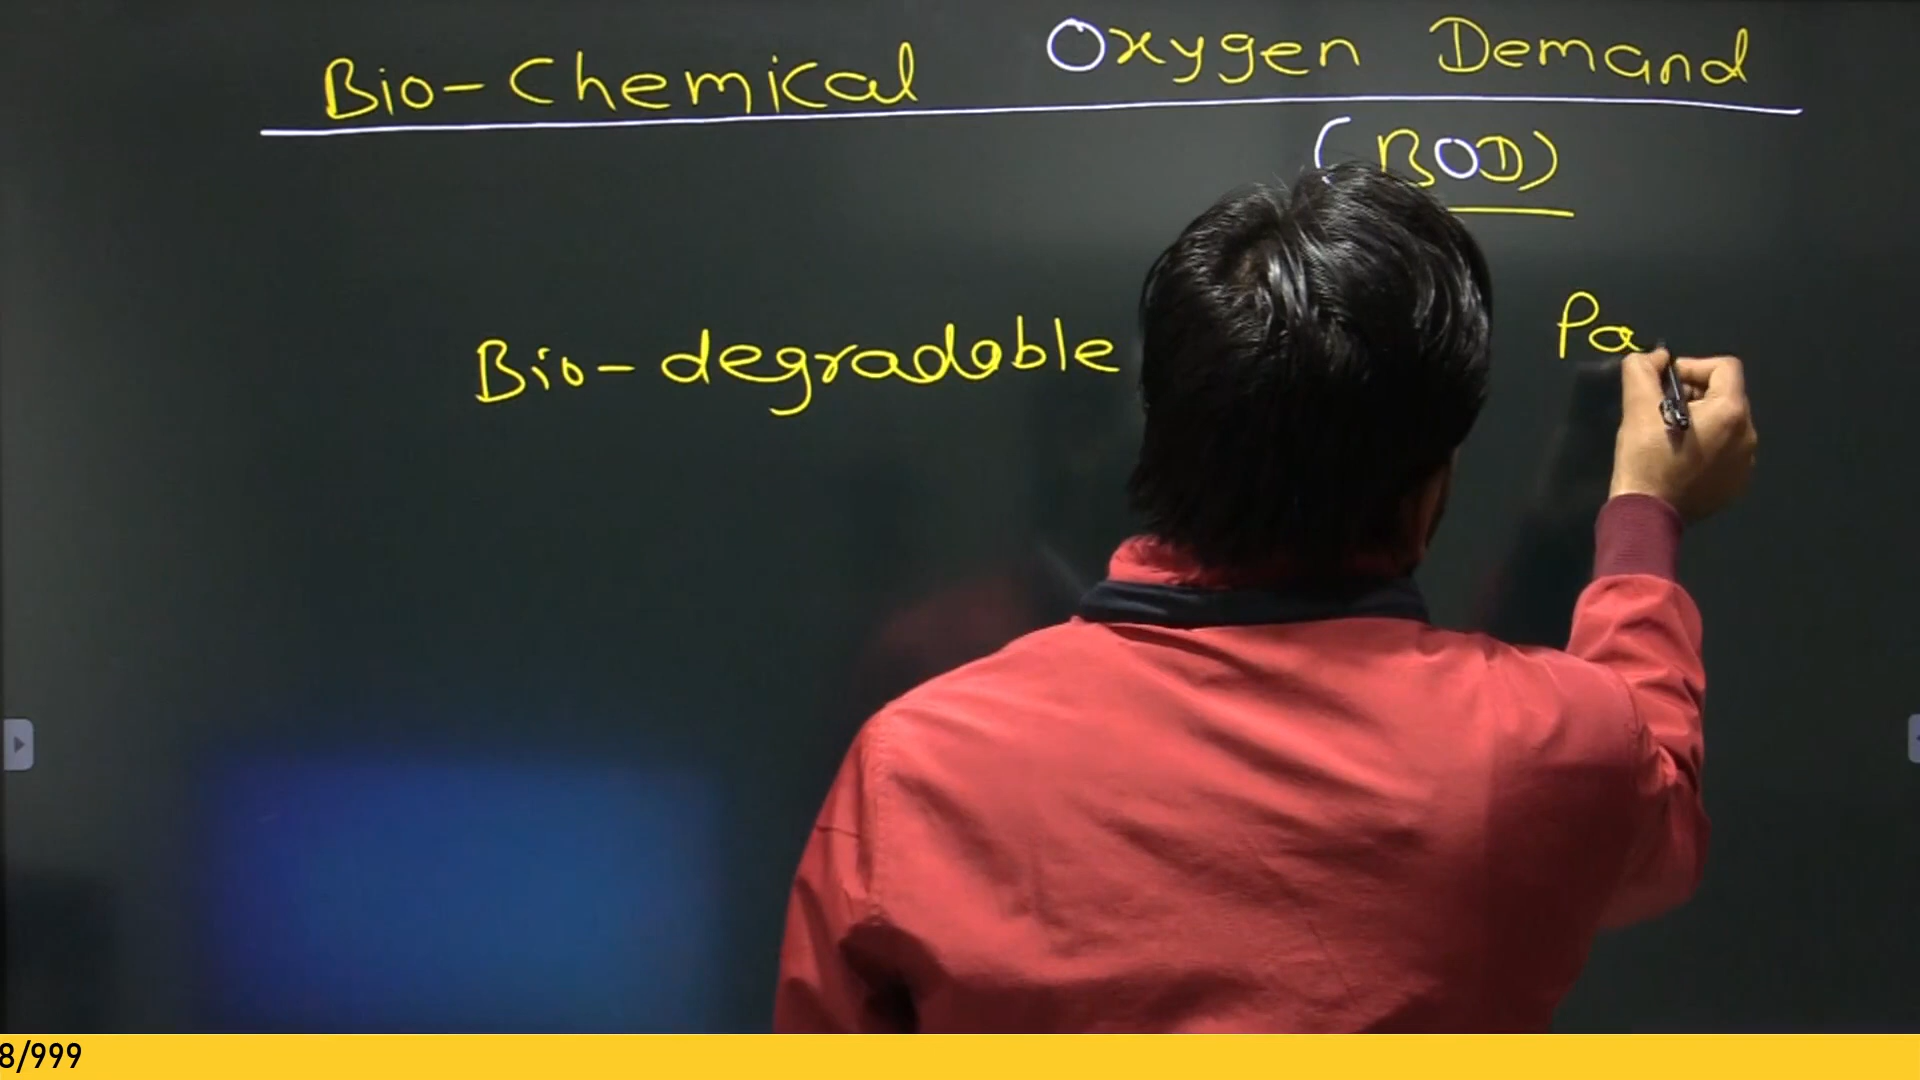 Bio-Chemical Oxygen Demand
(BOD)
Bio-degradable Pa
8/999